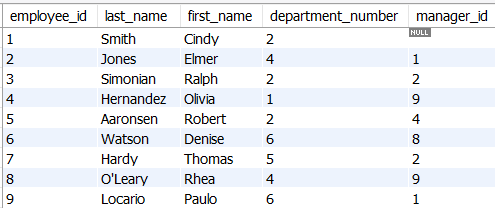 employee_id last_name first_name department_number manager_id
1 Smith Cindy 2 NULL
2 Jones Elmer 4 1
3 Simonian Ralph 2 2
4 Hernandez Olivia 1 9
5 Aaronsen Robert 2 4
6 Watson Denise 6 8
7 Hardy Thomas 5 2
8 O'Leary Rhea 4 9
9 Locario Paulo 6 1